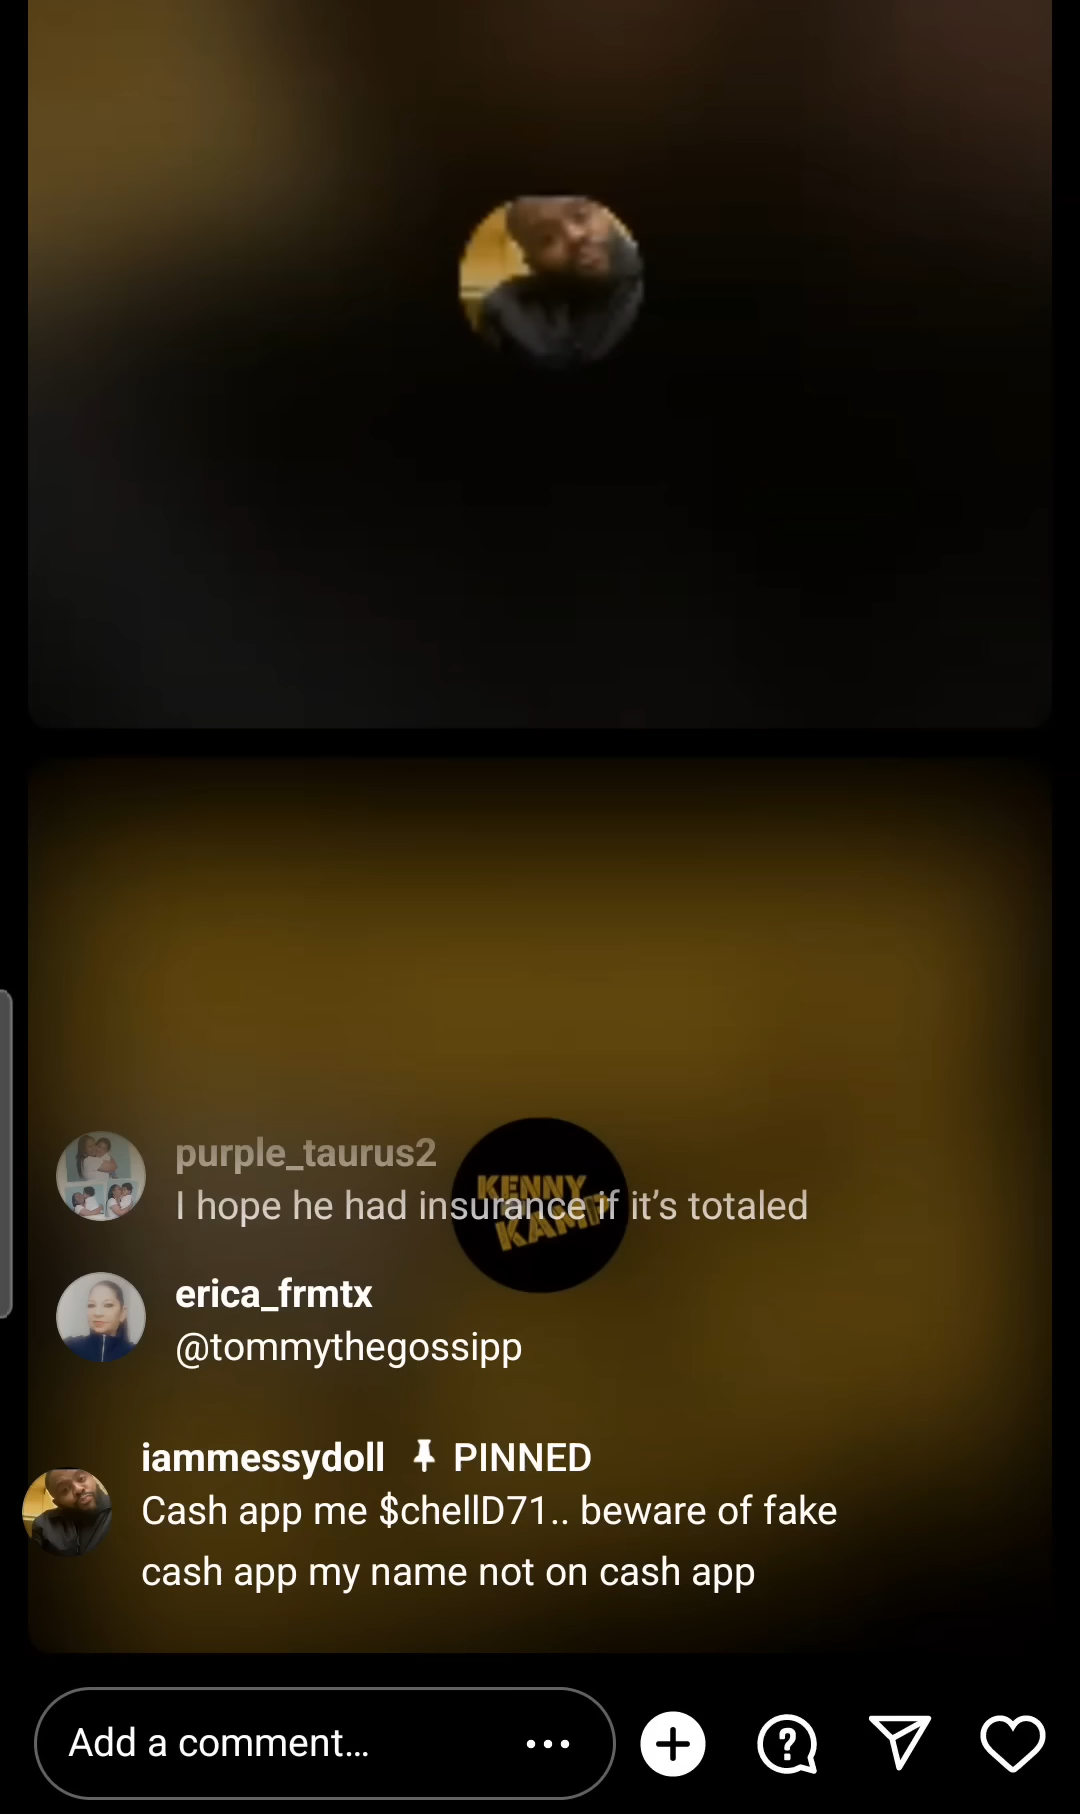 purple_taurus2
I hope he had insurance if it’s totaled
KENNY
KAMP
erica_frmtx
@tommythegossipp
iammessydoll PINNED
Cash app me $chellD71.. beware of fake
cash app my name not on cash app
Add a comment…